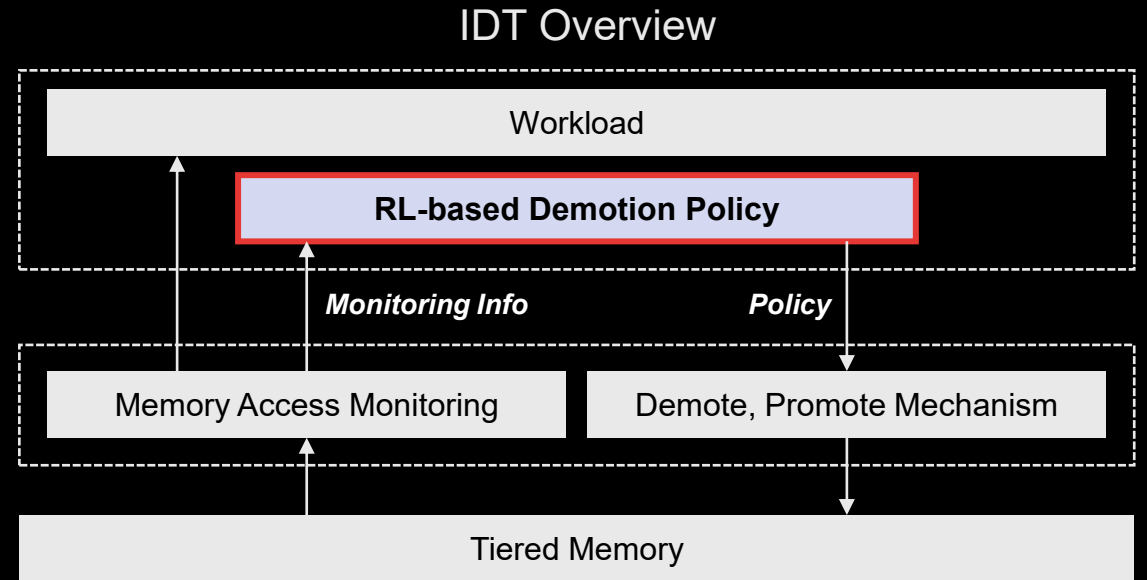 IDT Overview
Workload
RL-based Demotion Policy
Monitoring Info
Policy
Memory Access Monitoring
Demote, Promote Mechanism
Tiered Memory